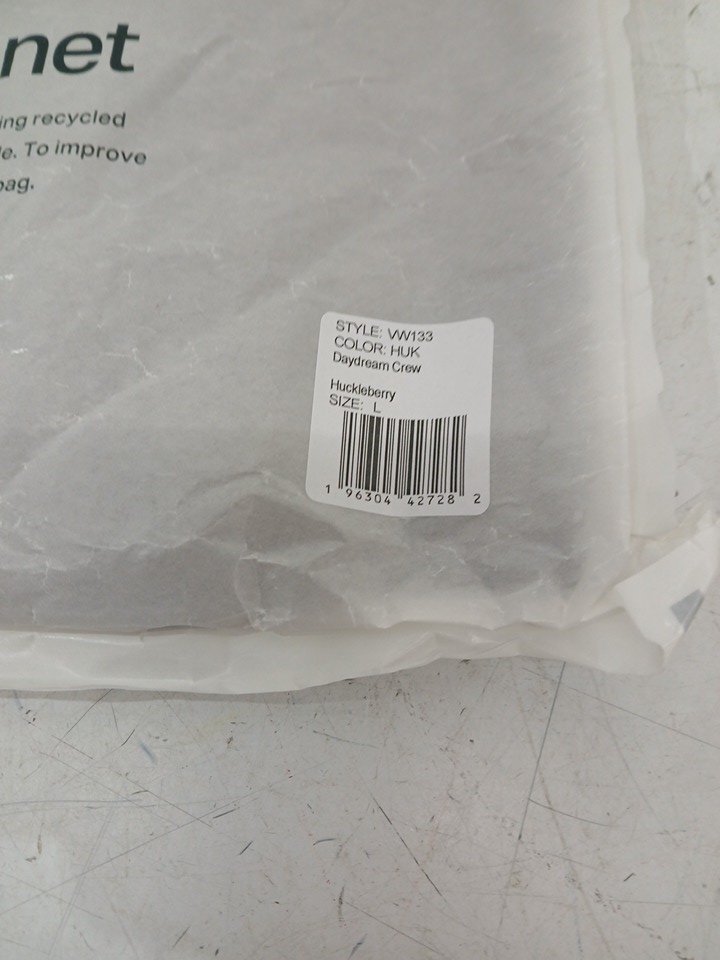 net
ing recycled
e. To improve
bag.
STYLE: VW133
COLOR: HUK
Daydream Crew
Huckleberry
SIZE: L
1 96304 42728 2